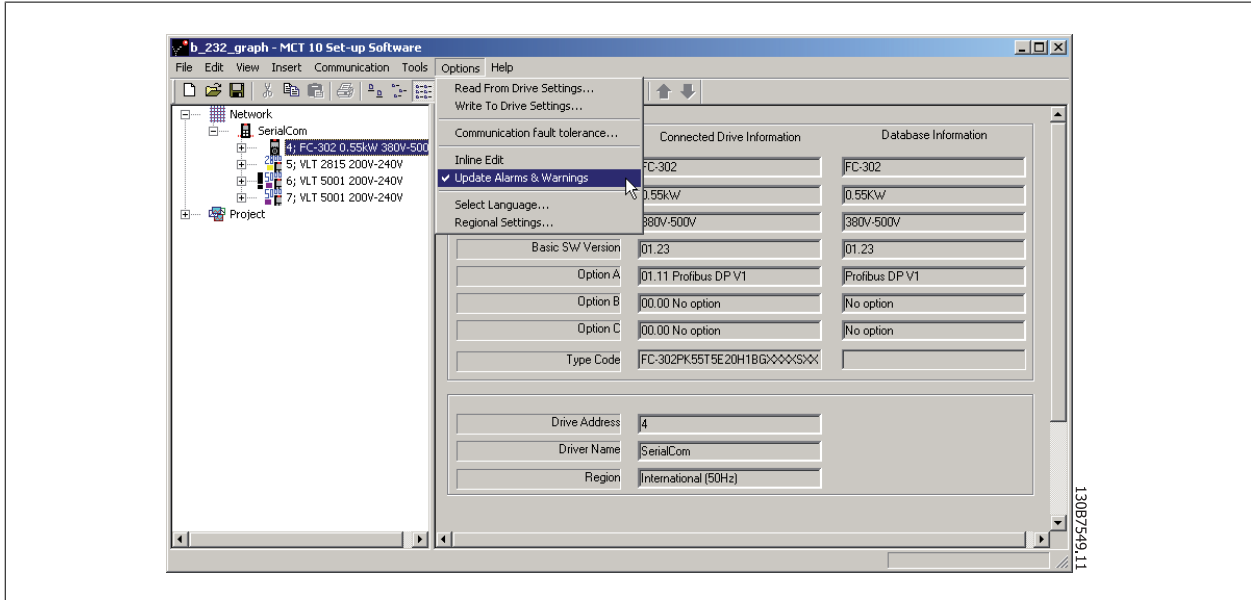 b_232_graph - MCT 10 Set-up Software
File Edit View Insert Communication Tools Options Help
Read From Drive Settings...
Write To Drive Settings...
Communication fault tolerance...
Inline Edit
Update Alarms & Warnings
Select Language...
Regional Settings...
Network
SerialCom
4; FC-302 0.55kW 380V-500
5; VLT 2815 200V-240V
6; VLT 5001 200V-240V
7; VLT 5001 200V-240V
Project
Connected Drive Information Database Information
FC-302 FC-302
0.55kW 0.55KW
380V-500V 380V-500V
Basic SW Version 01.23 01.23
Option A 01.11 Profibus DP V1 Profibus DP V1
Option B 00.00 No option No option
Option C 00.00 No option No option
Type Code FC-302PK55T5E20H1BGXXXXSXX
Drive Address 4
Driver Name SerialCom
Region International (50Hz)
130B7549.11